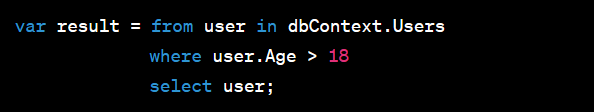 var result = from user in dbContext.Users
where user.Age > 18
select user;